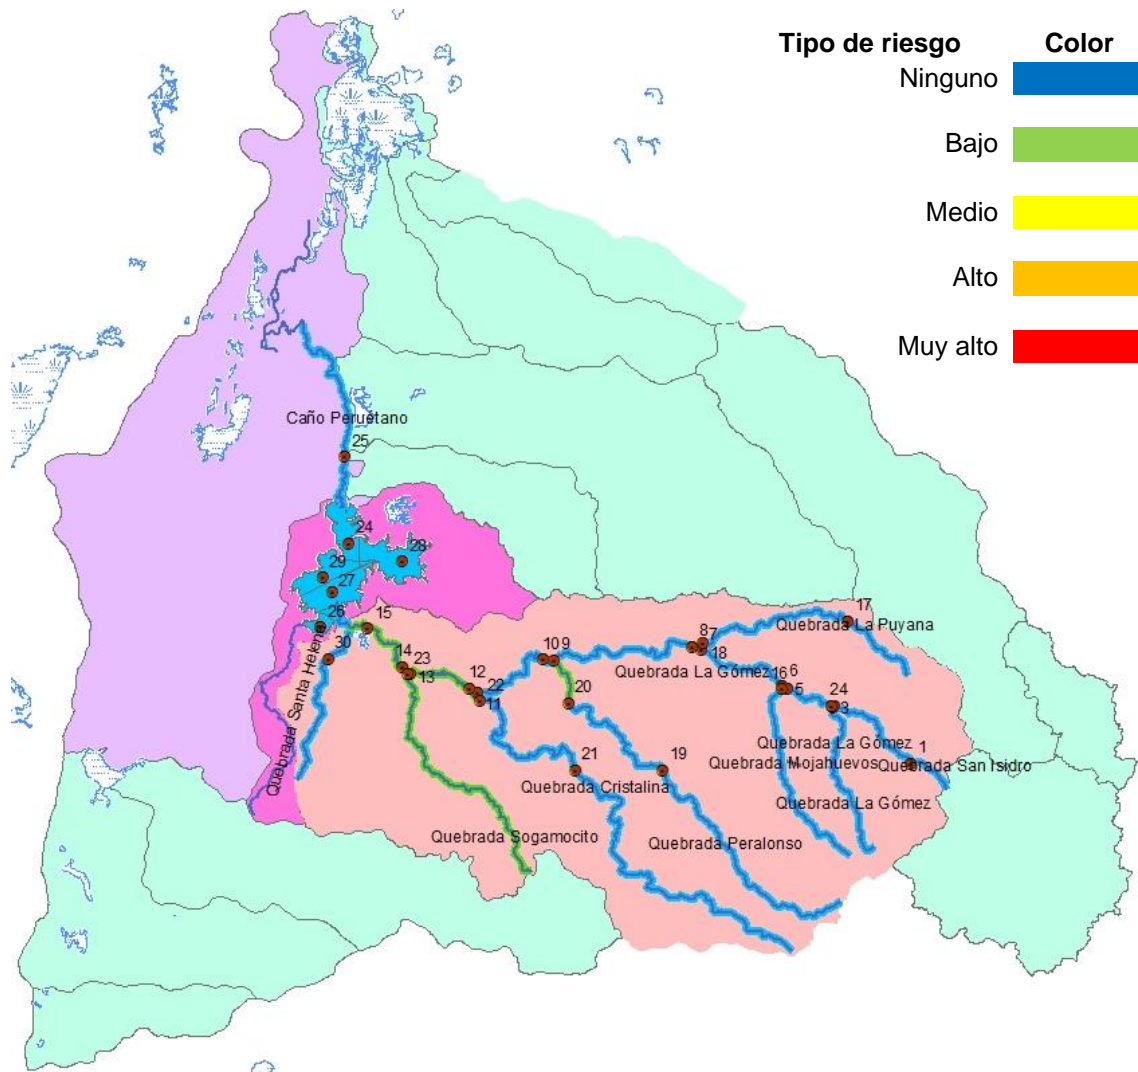 Tipo de riesgo Color
Ninguno
Bajo
Medio
Alto
Muy alto
Caño Peruétano
25
24
28
29
27
26
15
30
14
23
13
12
22
11
10
9
20
8
7
18
17
Quebrada La Puyana
Quebrada La Gómez
16
6
5
24
3
1
Quebrada La Gómez
Quebrada Mojahuevos
Quebrada San Isidro
Quebrada La Gómez
21
19
Quebrada Cristalina
Quebrada Santa Helena
Quebrada Sogamocito
Quebrada Peralonso